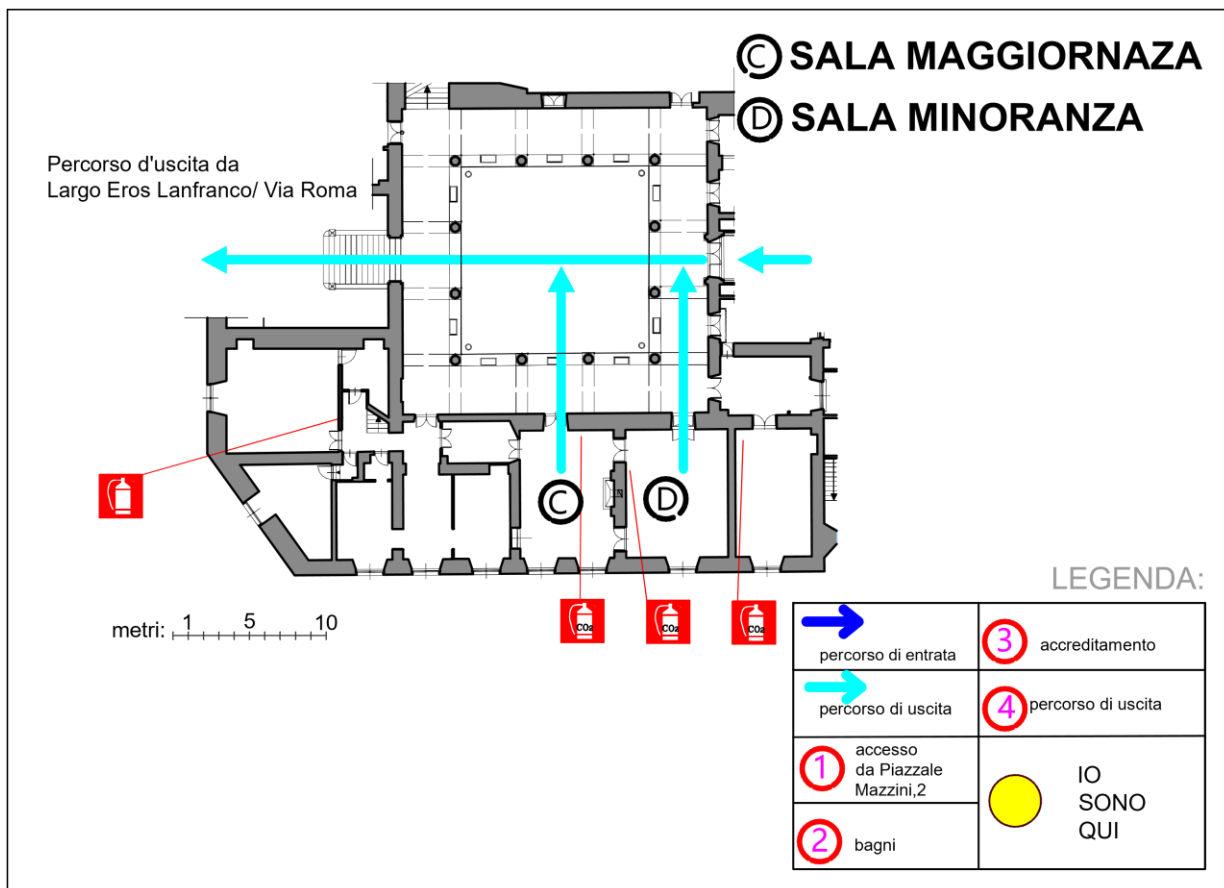 C SALA MAGGIORNAZA
D SALA MINORANZA
Percorso d'uscita da
Largo Eros Lanfranco/ Via Roma
C
D
CO2
CO2
CO2
metri: 1 5 10
LEGENDA:
percorso di entrata
3 accreditamento
percorso di uscita
4 percorso di uscita
1 accesso
da Piazzale
Mazzini,2
2 bagni
IO
SONO
QUI